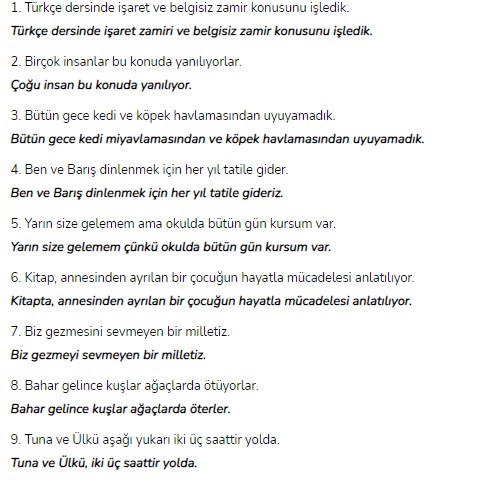 1. Türkçe dersinde işaret ve belgisiz zamir konusunu işledik.
Türkçe dersinde işaret zamiri ve belgisiz zamir konusunu işledik.
2. Birçok insanlar bu konuda yanılıyorlar.
Çoğu insan bu konuda yanılıyor.
3. Bütün gece kedi ve köpek havlamasından uyuyamadık.
Bütün gece kedi miyavlamasından ve köpek havlamasından uyuyamadık.
4. Ben ve Barış dinlenmek için her yıl tatile gider.
Ben ve Barış dinlenmek için her yıl tatile gideriz.
5. Yarın size gelemem ama okulda bütün gün kursum var.
Yarın size gelemem çünkü okulda bütün gün kursum var.
6. Kitap, annesinden ayrılan bir çocuğun hayatla mücadelesi anlatılıyor.
Kitapta, annesinden ayrılan bir çocuğun hayatla mücadelesi anlatılıyor.
7. Biz gezmesini sevmeyen bir milletiz.
Biz gezmeyi sevmeyen bir milletiz.
8. Bahar gelince kuşlar ağaçlarda ötüyorlar.
Bahar gelince kuşlar ağaçlarda öterler.
9. Tuna ve Ülkü aşağı yukarı iki üç saattir yolda.
Tuna ve Ülkü, iki üç saattir yolda.